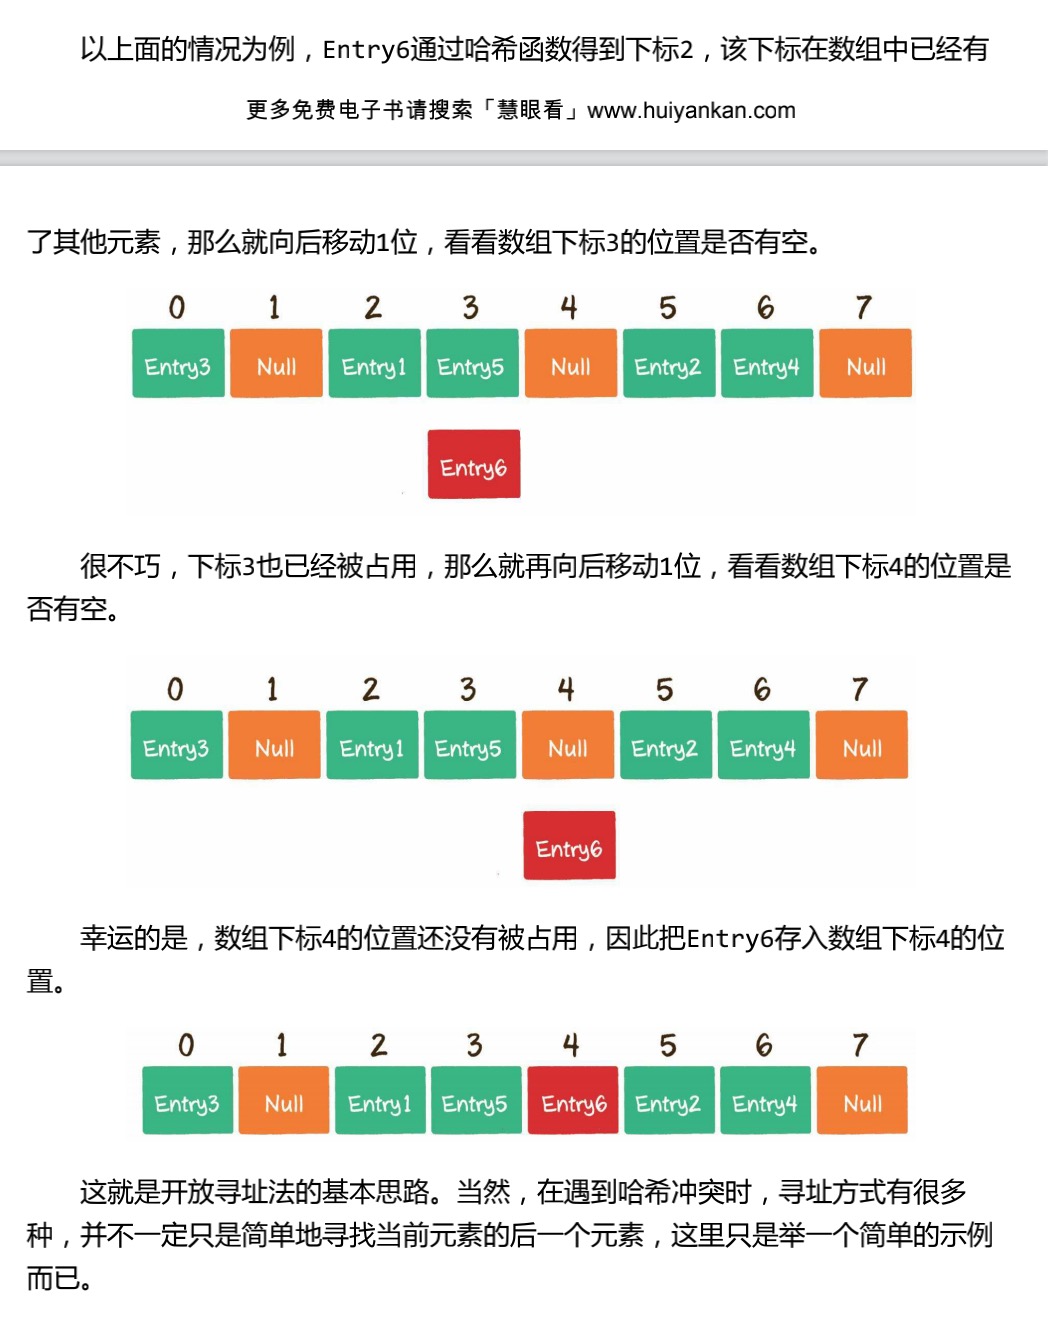 以上面的情况为例，Entry6通过哈希函数得到下标2，该下标在数组中已经有
更多免费电子书请搜索「慧眼看」www.huiyankan.com
了其他元素，那么就向后移动1位，看看数组下标3的位置是否有空。
0 1 2 3 4 5 6 7
Entry3 Null Entry1 Entry5 Null Entry2 Entry4 Null
Entry6
很不巧，下标3也已经被占用，那么就再向后移动1位，看看数组下标4的位置是
否有空。
0 1 2 3 4 5 6 7
Entry3 Null Entry1 Entry5 Null Entry2 Entry4 Null
Entry6
幸运的是，数组下标4的位置还没有被占用，因此把Entry6存入数组下标4的位
置。
0 1 2 3 4 5 6 7
Entry3 Null Entry1 Entry5 Entry6 Entry2 Entry4 Null
这就是开放寻址法的基本思路。当然，在遇到哈希冲突时，寻址方式有很多
种，并不一定只是简单地寻找当前元素的后一个元素，这里只是举一个简单的示例
而已。